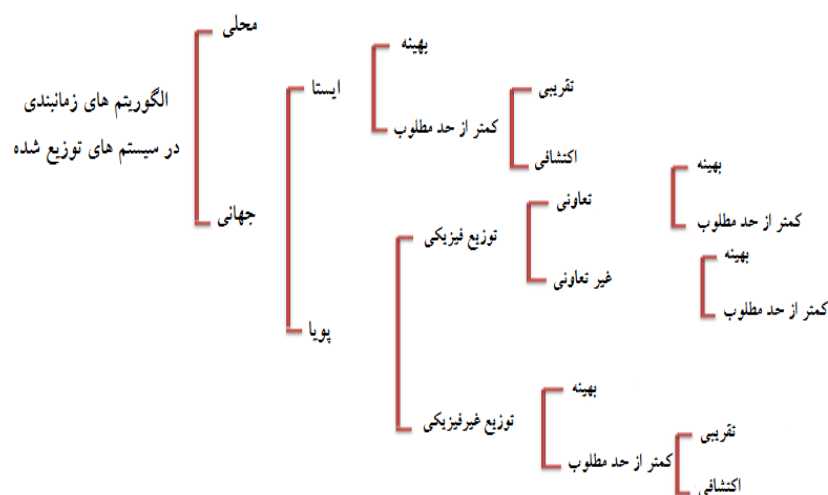 الگوریتم های زمانبندی
در سیستم های توزیع شده
محلی
جهانی
ایستا
پویا
بهینه
کمتر از حد مطلوب
تقریبی
اکتشافی
توزیع فیزیکی
توزیع غیرفیزیکی
تعاونی
غیر تعاونی
بهینه
کمتر از حد مطلوب
بهینه
کمتر از حد مطلوب
بهینه
کمتر از حد مطلوب
تقریبی
اکتشافی